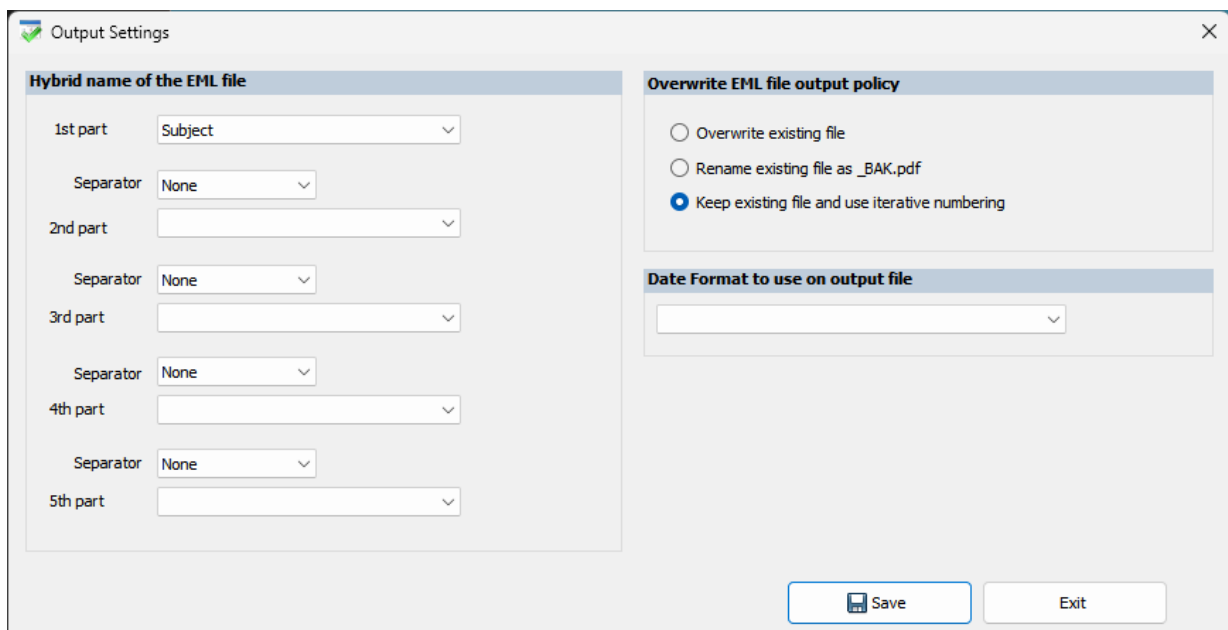 Output Settings
Hybrid name of the EML file
1st part Subject
Separator None
2nd part
Separator None
3rd part
Separator None
4th part
Separator None
5th part
Overwrite EML file output policy
Overwrite existing file
Rename existing file as _BAK.pdf
Keep existing file and use iterative numbering
Date Format to use on output file
Save Exit